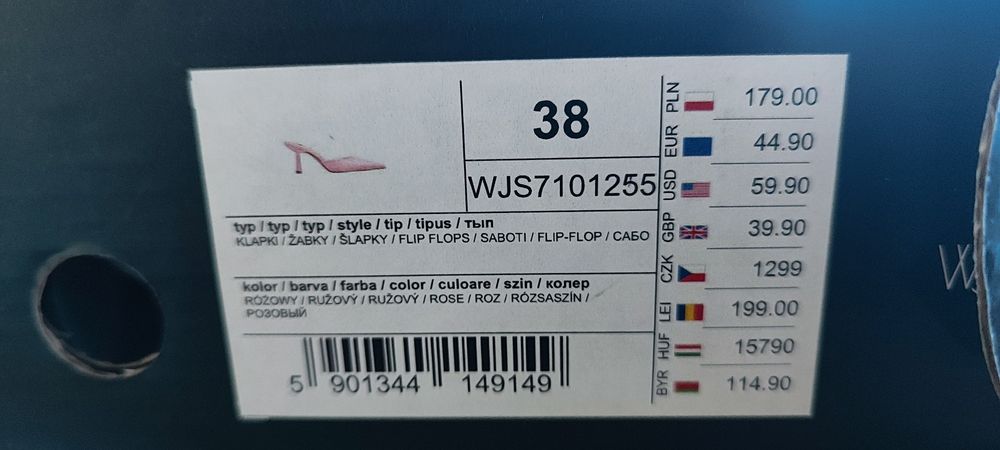 38
WJS7101255
typ / typ / typ / style / tip / tipus / тып
KLAPKI / ŽABKY / ŠLAPKY / FLIP FLOPS / SABOTI / FLIP-FLOP / САБО
kolor / barva / farba / color / culoare / szin / колер
RÓŻOWY / RUŽOVÝ / RUŽOVÝ / ROSE / ROZ / RÓZSASZÍN /
РОЗОВЫЙ
5 901344 149149
PLN 179.00
EUR 44.90
USD 59.90
GBP 39.90
CZK 1299
LEI 199.00
HUF 15790
BYR 114.90